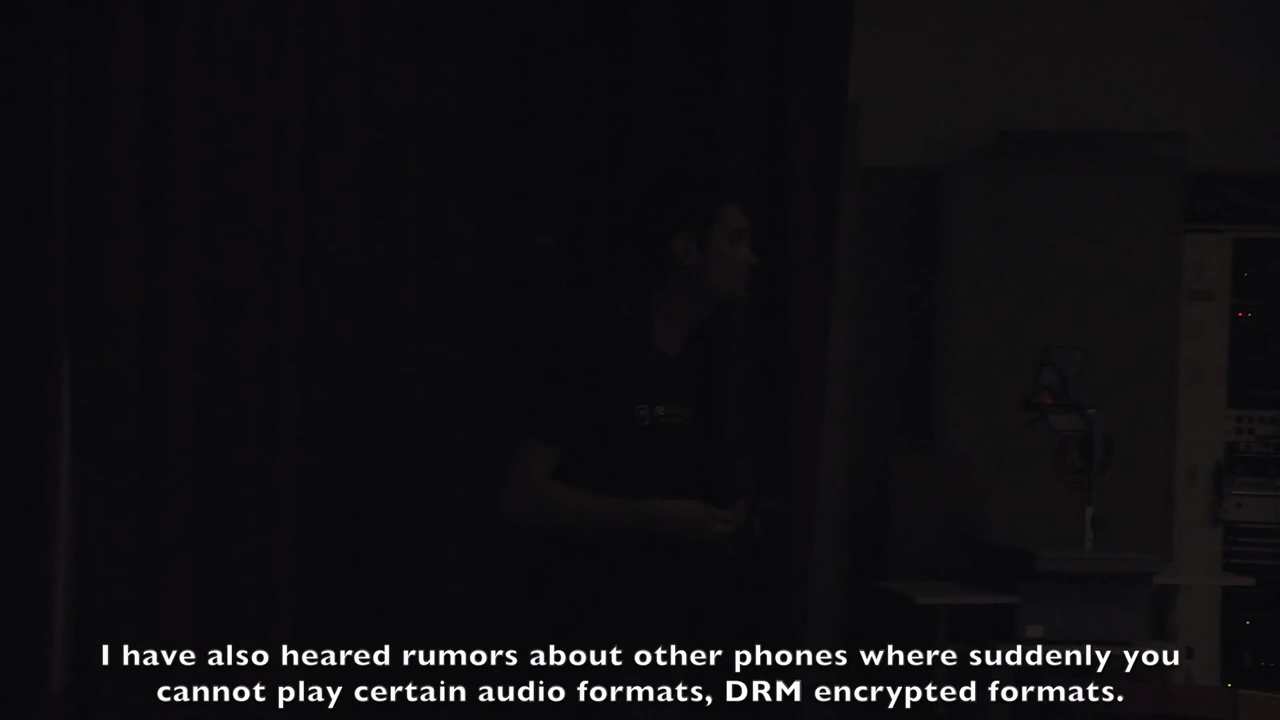 I have also heared rumors about other phones where suddenly you
cannot play certain audio formats, DRM encrypted formats.